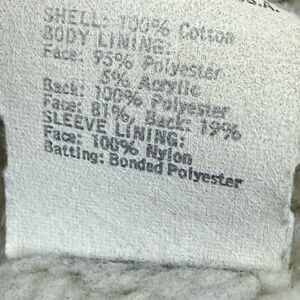 S.A.
SHELL: 100% Cotton
BODY LINING:
Face: 95% Polyester
5% Acrylic
Back: 100% Polyester
Face: 81%, Back: 19%
SLEEVE LINING:
Face: 100% Nylon
Batting: Bonded Polyester